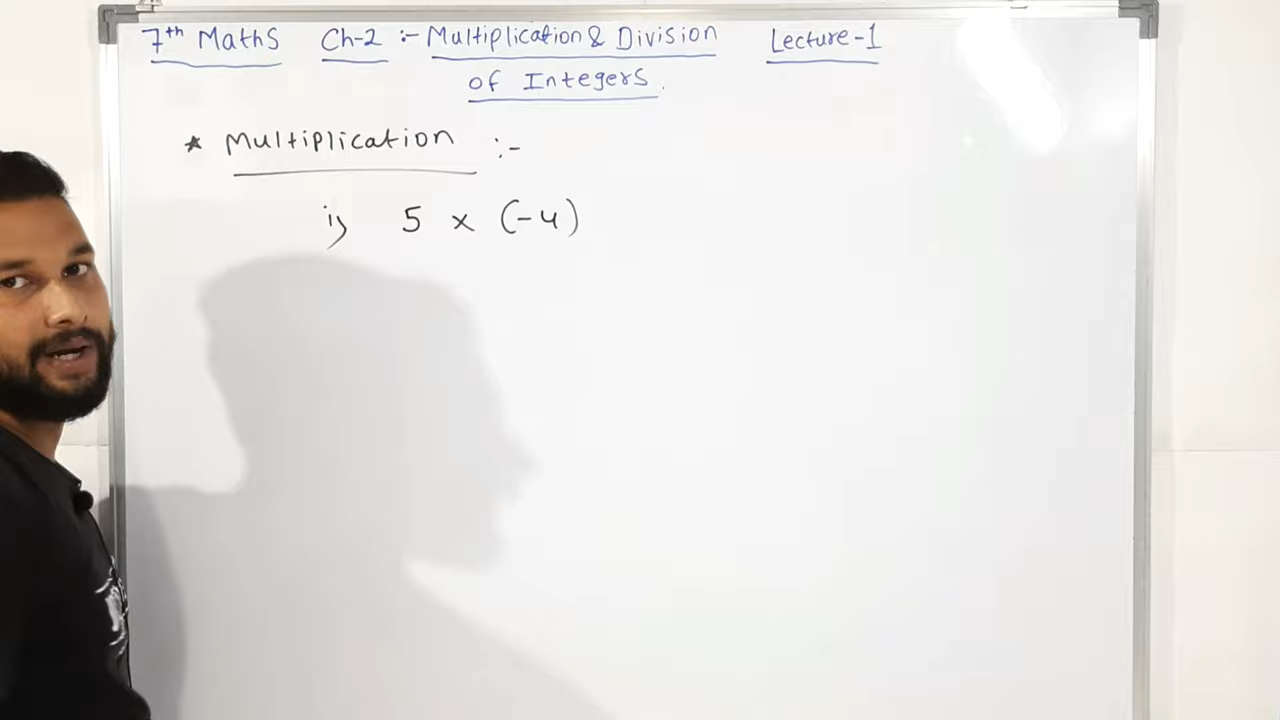 7th Maths Ch-2 :- Multiplication & Division Lecture-1
of Integers.
* Multiplication :-
i) 5 × (-4)